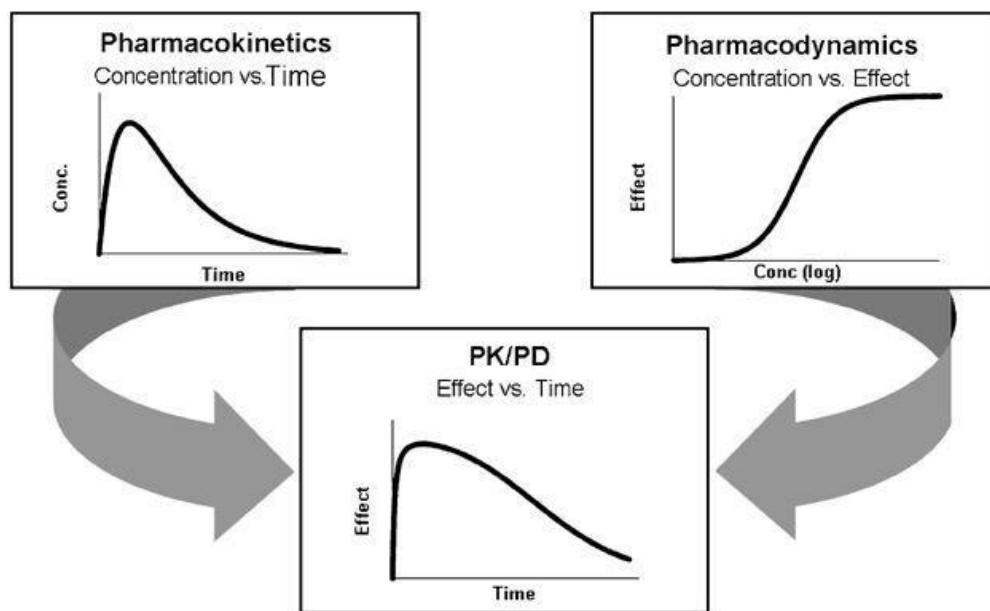 Pharmacokinetics
Concentration vs.Time
Conc.
Time
Pharmacodynamics
Concentration vs. Effect
Effect
Conc (log)
PK/PD
Effect vs. Time
Effect
Time